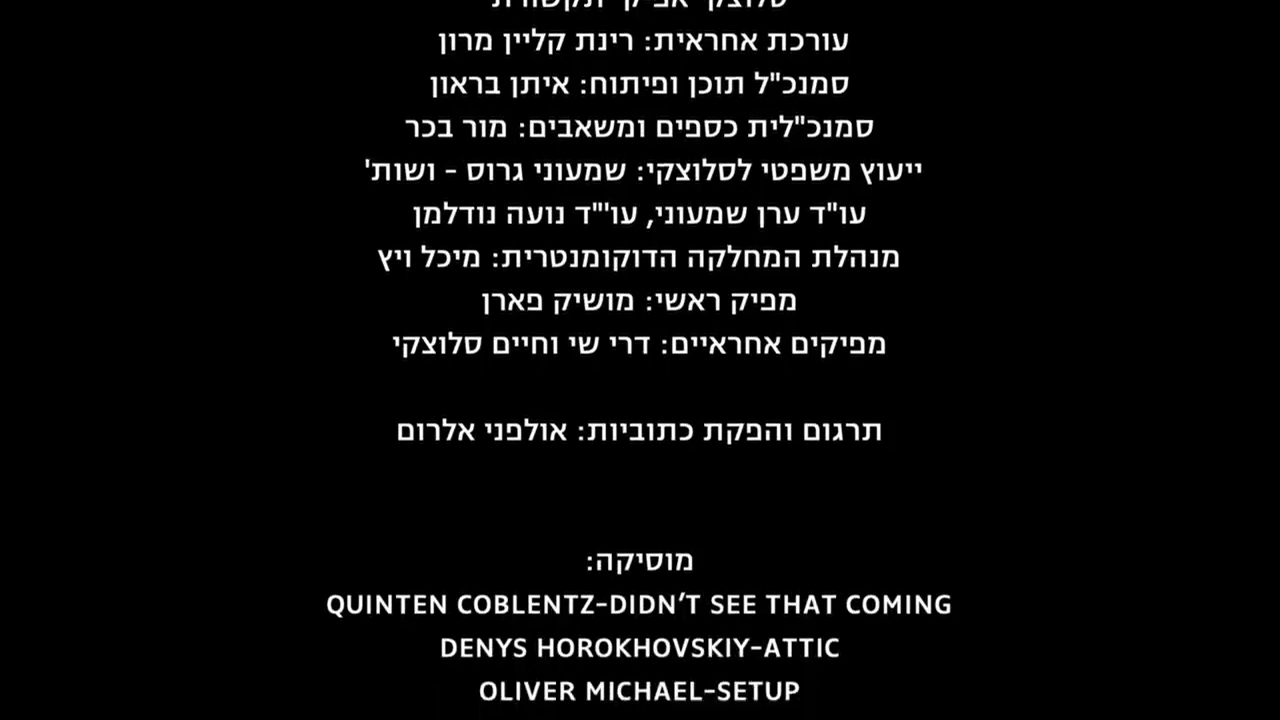 סלוצקי אפיקי תקשורת
עורכת אחראית: רינת קליין מרון
סמנכ"ל תוכן ופיתוח: איתן בראון
סמנכ"לית כספים ומשאבים: מור בכר
ייעוץ משפטי לסלוצקי: שמעוני גרוס - ושות'
עו"ד ערן שמעוני, עו'"ד נועה נודלמן
מנהלת המחלקה הדוקומנטרית: מיכל ויץ
מפיק ראשי: מושיק פארן
מפיקים אחראיים: דרי שי וחיים סלוצקי
תרגום והפקת כתוביות: אולפני אלרום
מוסיקה:
QUINTEN COBLENTZ-DIDN’T SEE THAT COMING
DENYS HOROKHOVSKIY-ATTIC
OLIVER MICHAEL-SETUP